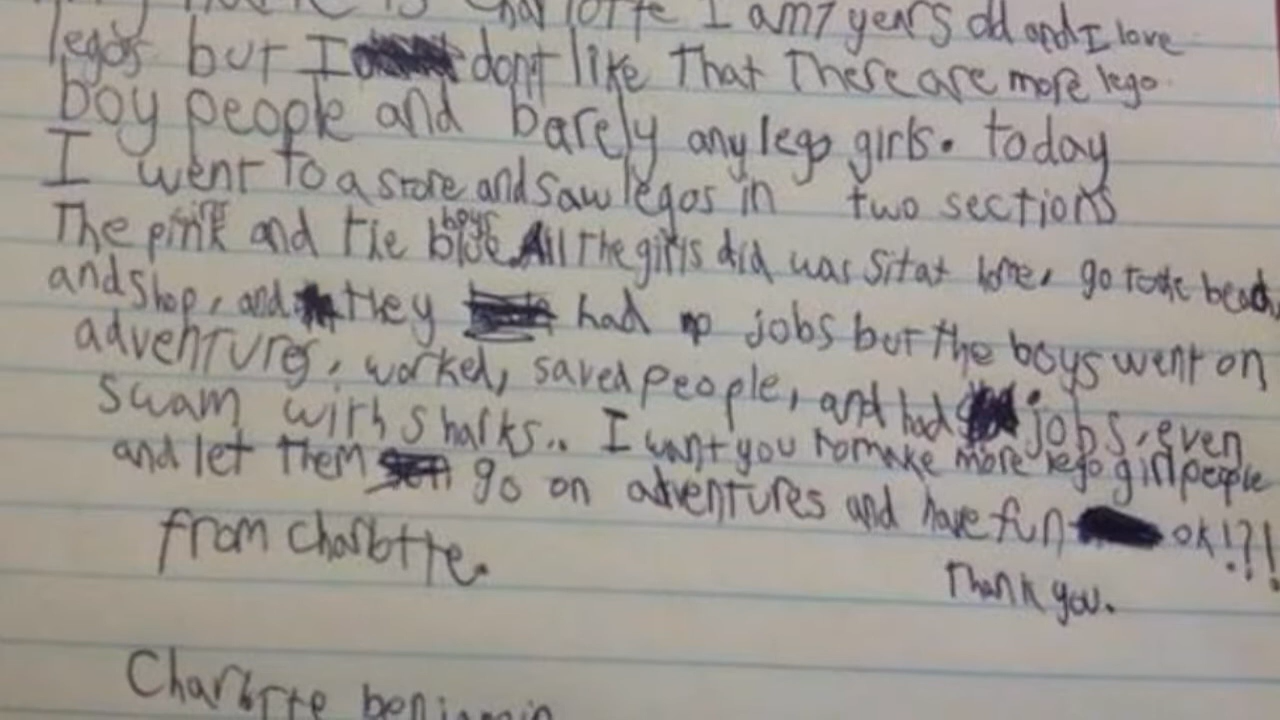 my name is Charlotte I am 7 years old and I love
legos but I don't like That There are more lego
boy people and barely any lego girls. today
I went to a store and saw legos in two sections
The pink and the blue boys All the girls did was sit at home, go to the beach,
and shop, and they had no jobs but the boys went on
adventures, worked, saved people, and had jobs, even
swam with sharks.. I want you to make more lego girl people
and let them go on adventures and have fun ok!?!
from Charlotte. Thank you.
Charlotte benjamin